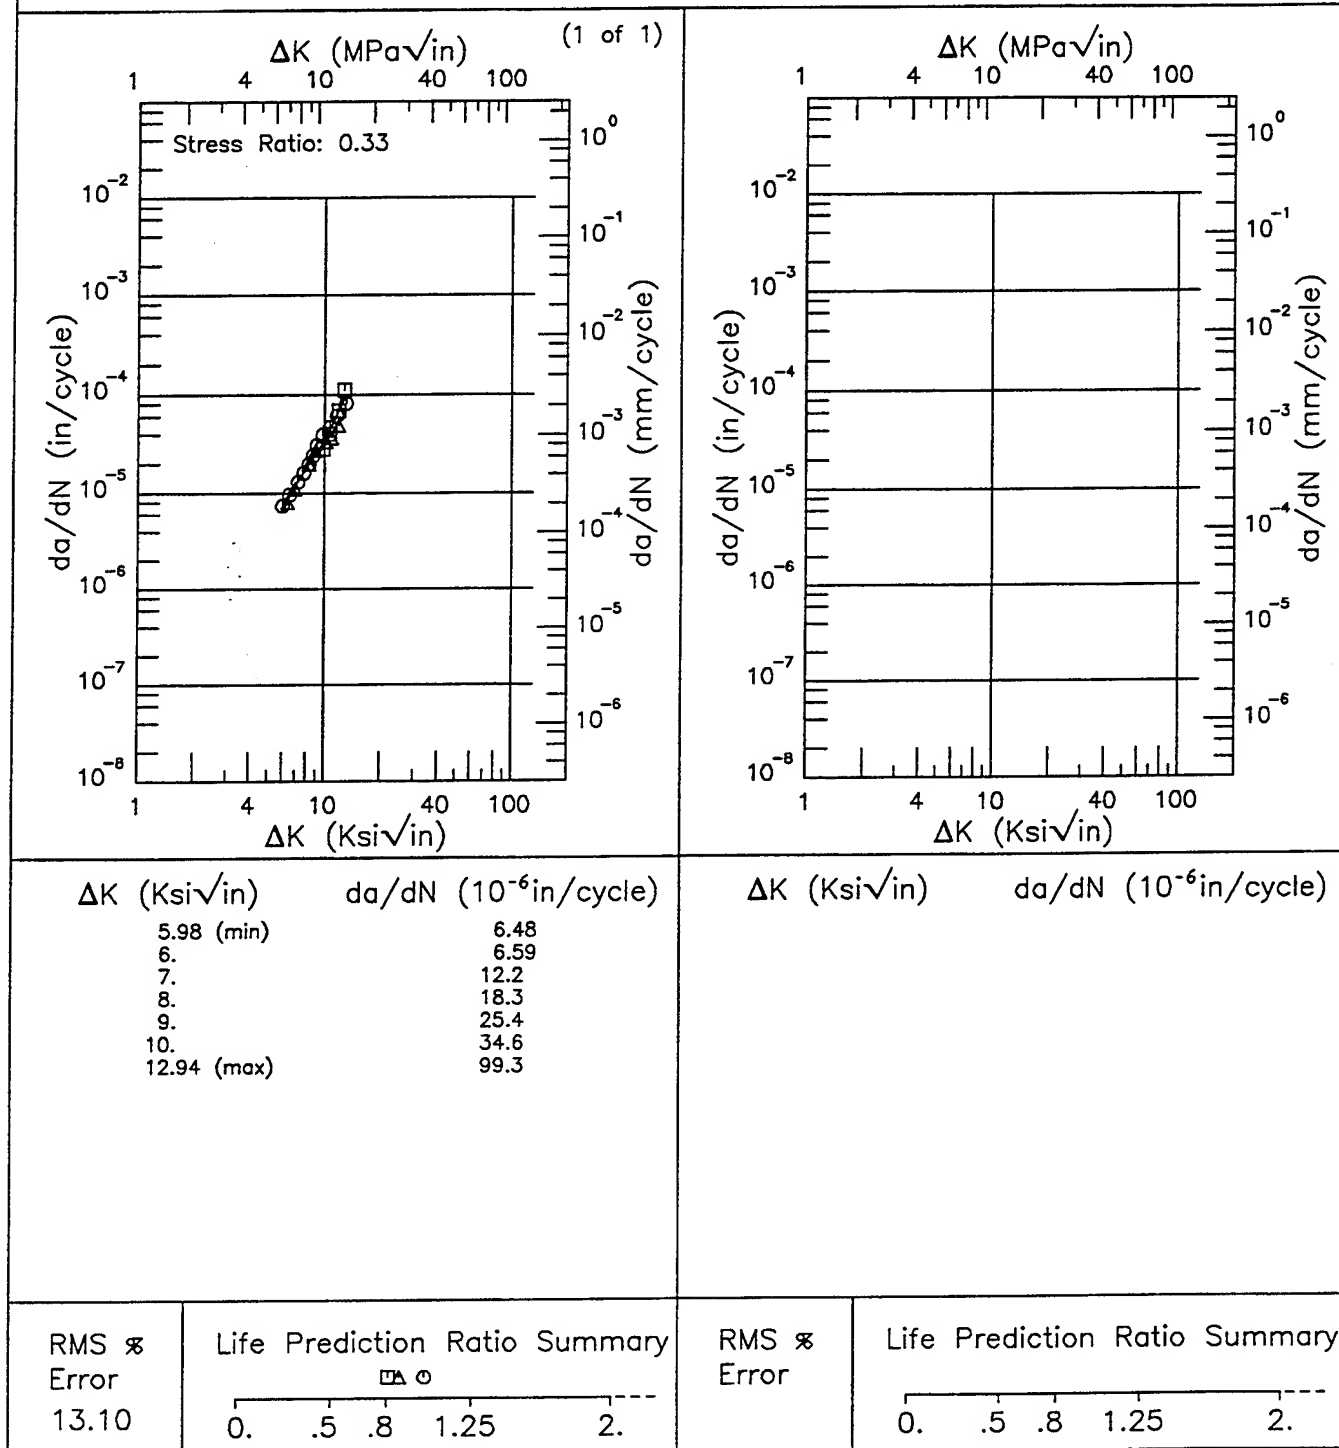 (1 of 1)
ΔK (MPa√in)
1 4 10 40 100
Stress Ratio: 0.33
da/dN (in/cycle)
10⁻²
10⁻³
10⁻⁴
10⁻⁵
10⁻⁶
10⁻⁷
10⁻⁸
10⁰
10⁻¹
10⁻²
10⁻³
10⁻⁴
10⁻⁵
10⁻⁶
da/dN (mm/cycle)
1 4 10 40 100
ΔK (Ksi√in)
ΔK (MPa√in)
1 4 10 40 100
da/dN (in/cycle)
10⁻²
10⁻³
10⁻⁴
10⁻⁵
10⁻⁶
10⁻⁷
10⁻⁸
10⁰
10⁻¹
10⁻²
10⁻³
10⁻⁴
10⁻⁵
10⁻⁶
da/dN (mm/cycle)
1 4 10 40 100
ΔK (Ksi√in)
ΔK (Ksi√in) da/dN (10⁻⁶in/cycle)
5.98 (min) 6.48
6. 6.59
7. 12.2
8. 18.3
9. 25.4
10. 34.6
12.94 (max) 99.3
ΔK (Ksi√in) da/dN (10⁻⁶in/cycle)
RMS %
Error
13.10
Life Prediction Ratio Summary
0. .5 .8 1.25 2.
RMS %
Error
Life Prediction Ratio Summary
0. .5 .8 1.25 2.